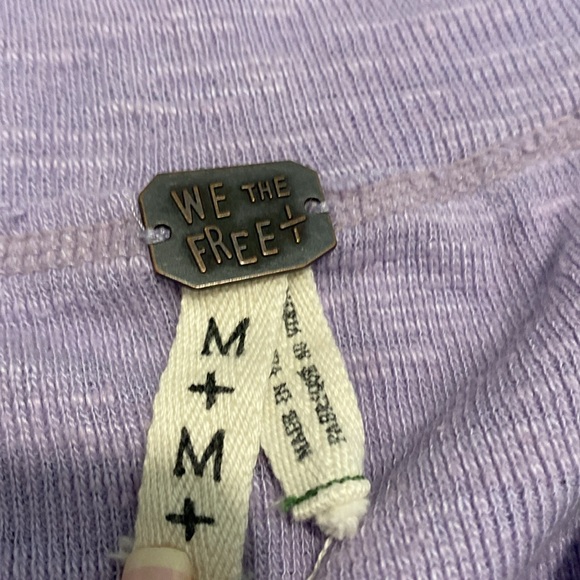 WE THE
FREE
M
+
M
+
MADE IN
FABRIQUÉ AU